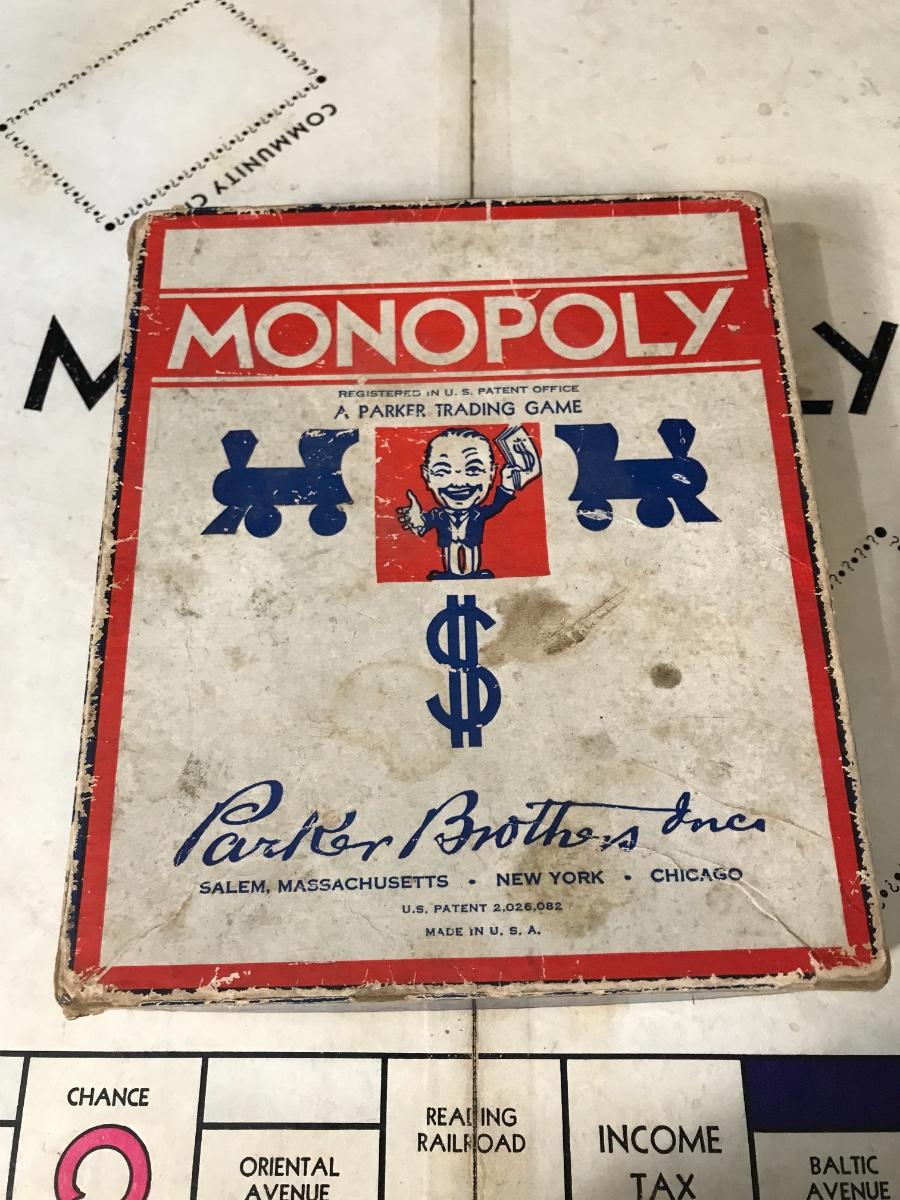 COMMUNITY
MONOPOLY
REGISTERED IN U. S. PATENT OFFICE
A PARKER TRADING GAME
$
$
Parker Brothers Inc.
SALEM, MASSACHUSETTS • NEW YORK • CHICAGO
U.S. PATENT 2,026,082
MADE IN U. S. A.
CHANCE
ORIENTAL
AVENUE
READING
RAILROAD
INCOME
TAX
BALTIC
AVENUE